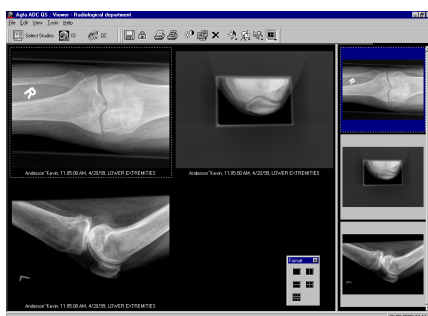 Agfa ADC QS : Viewer - Radiological department
File Edit View Tools Help
Select Studies ID QC
R
Anderson^Kevin, 11:05:00 AM, 4/20/99, LOWER EXTREMITIES
Anderson^Kevin, 11:05:00 AM, 4/20/99, LOWER EXTREMITIES
L
Anderson^Kevin, 11:05:00 AM, 4/20/99, LOWER EXTREMITIES
Format